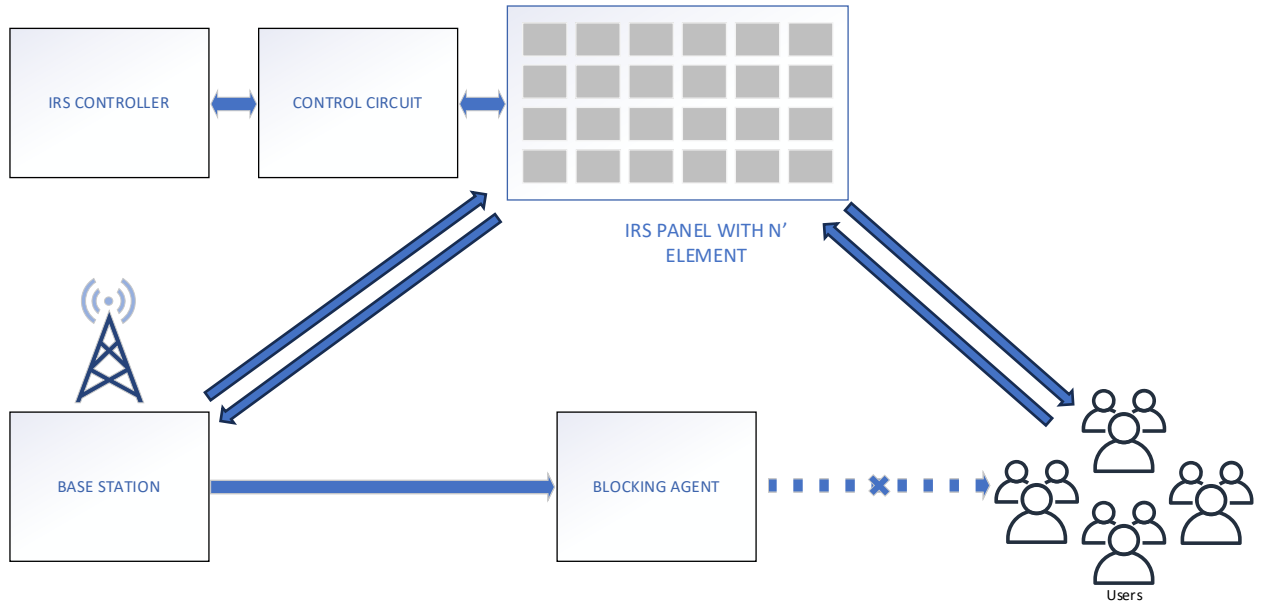 IRS CONTROLLER
CONTROL CIRCUIT
IRS PANEL WITH N’
ELEMENT
BASE STATION
BLOCKING AGENT
Users